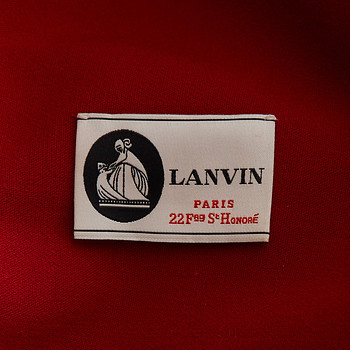 LANVIN
PARIS
22 Fbg St Honoré